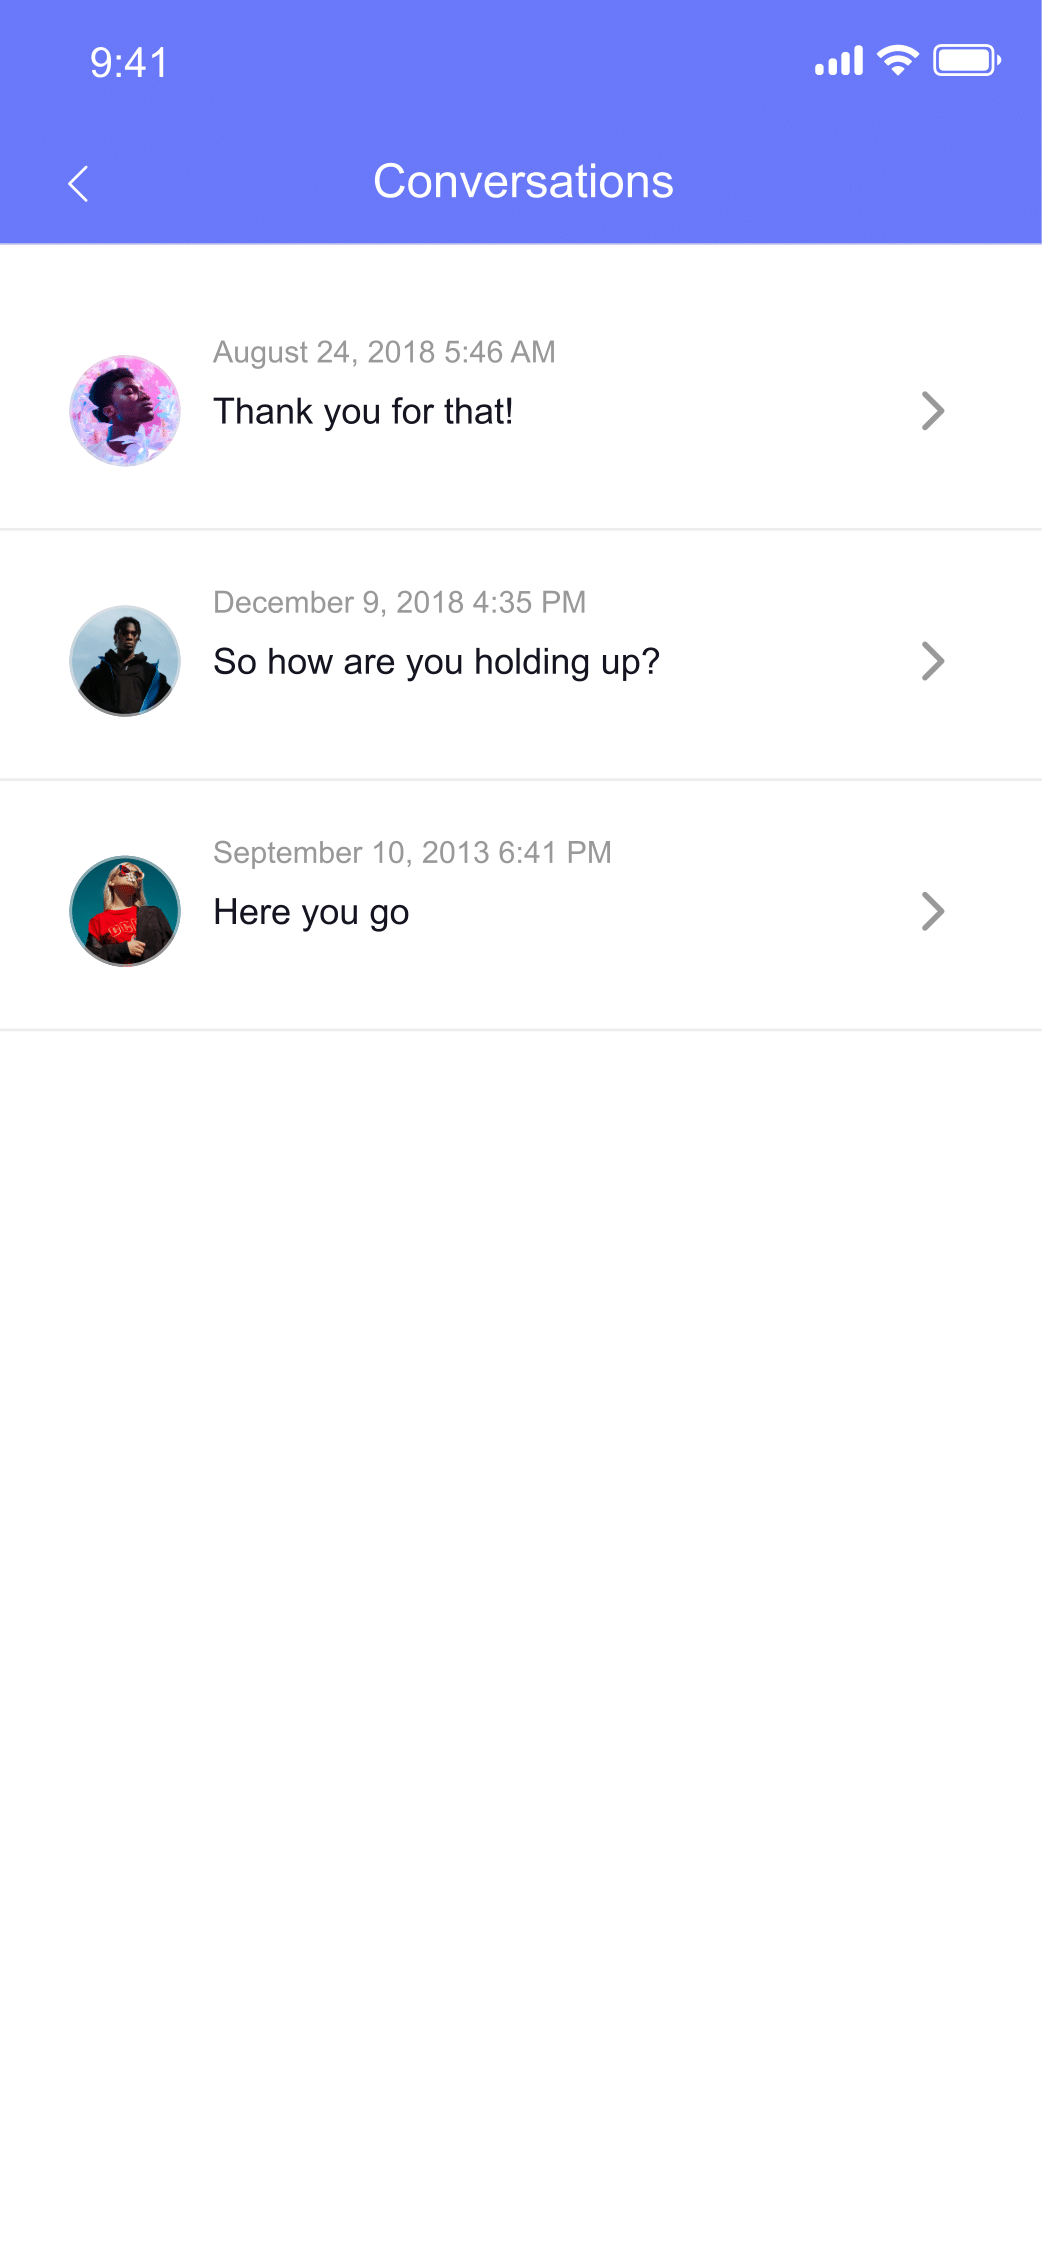 9:41
Conversations
August 24, 2018 5:46 AM
Thank you for that!
December 9, 2018 4:35 PM
So how are you holding up?
September 10, 2013 6:41 PM
Here you go